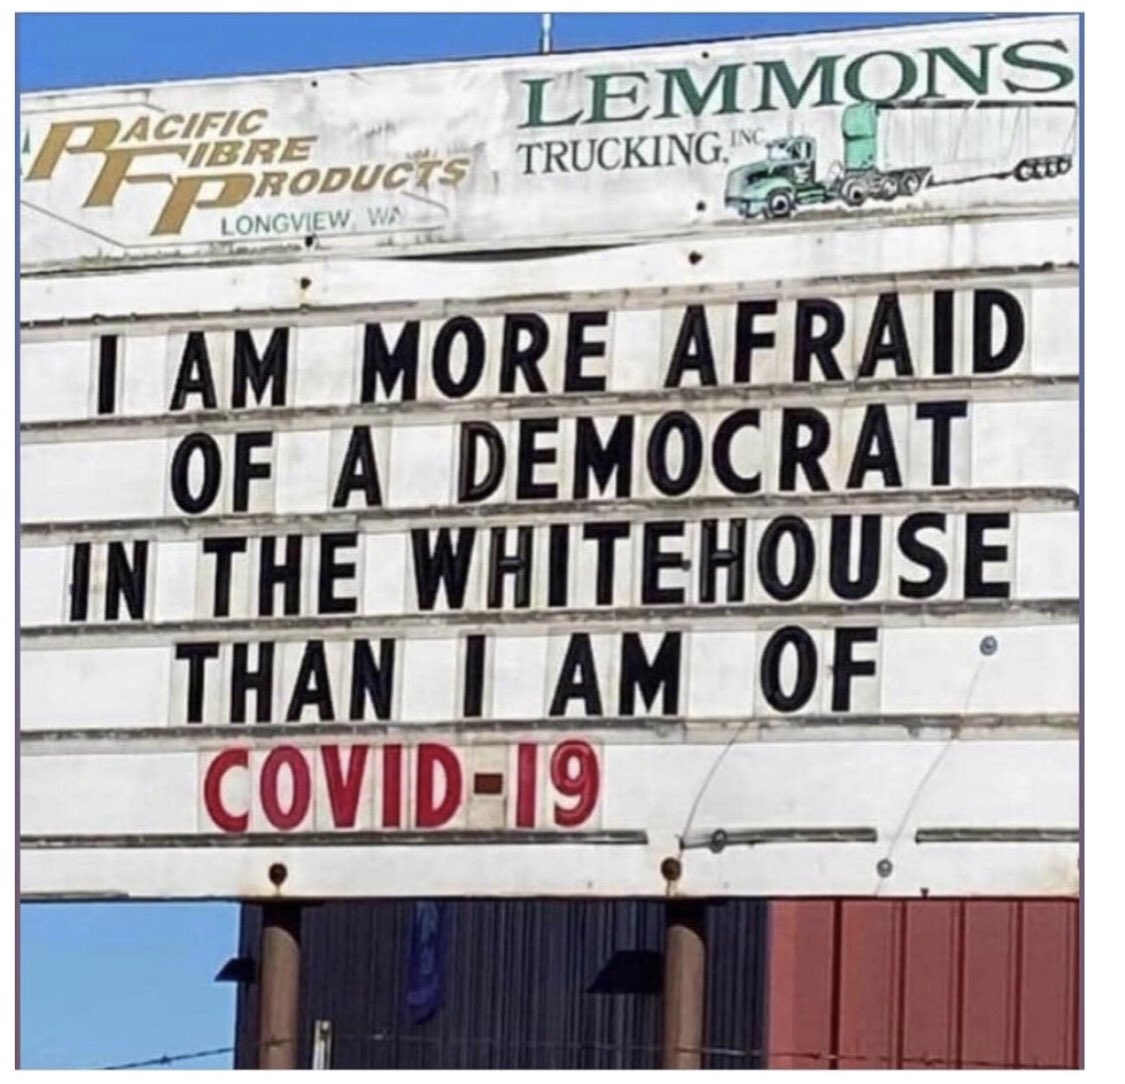 PACIFIC
FIBRE
PRODUCTS
LONGVIEW, WA
LEMMONS
TRUCKING, INC
I AM MORE AFRAID
OF A DEMOCRAT
IN THE WHITEHOUSE
THAN I AM OF
COVID-19